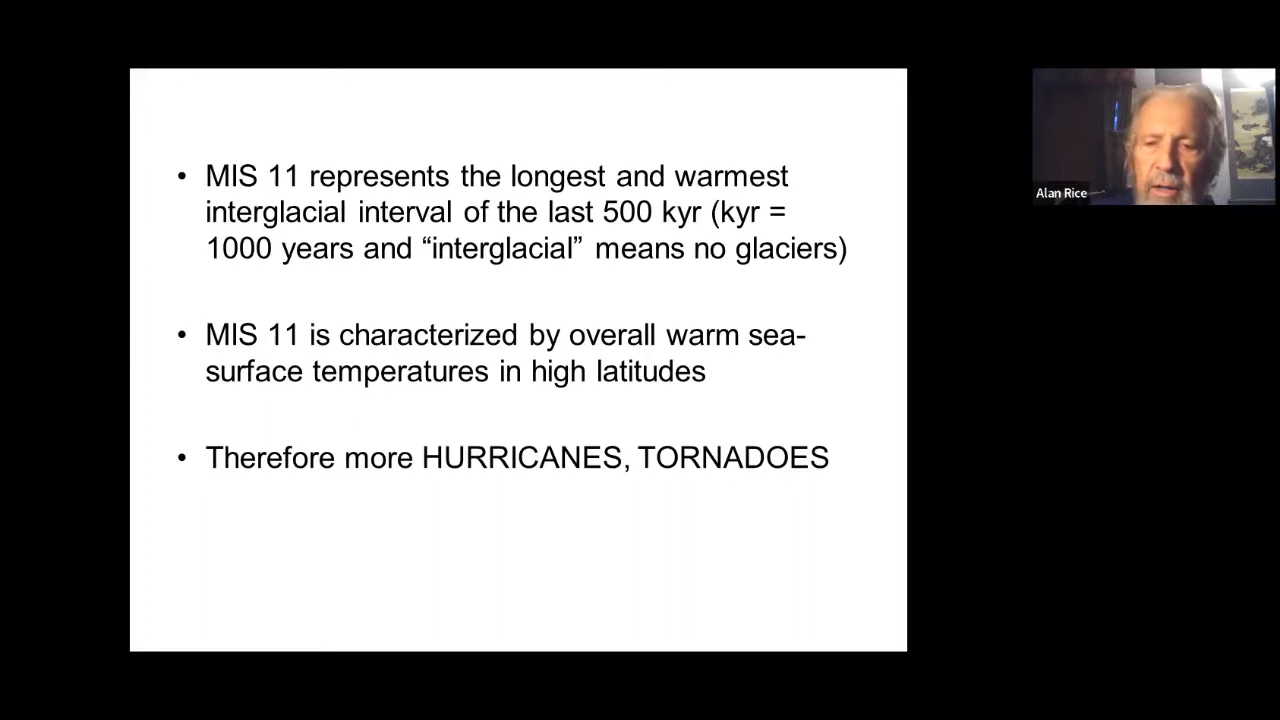 • MIS 11 represents the longest and warmest
interglacial interval of the last 500 kyr (kyr =
1000 years and “interglacial” means no glaciers)
• MIS 11 is characterized by overall warm sea-
surface temperatures in high latitudes
• Therefore more HURRICANES, TORNADOES
Alan Rice